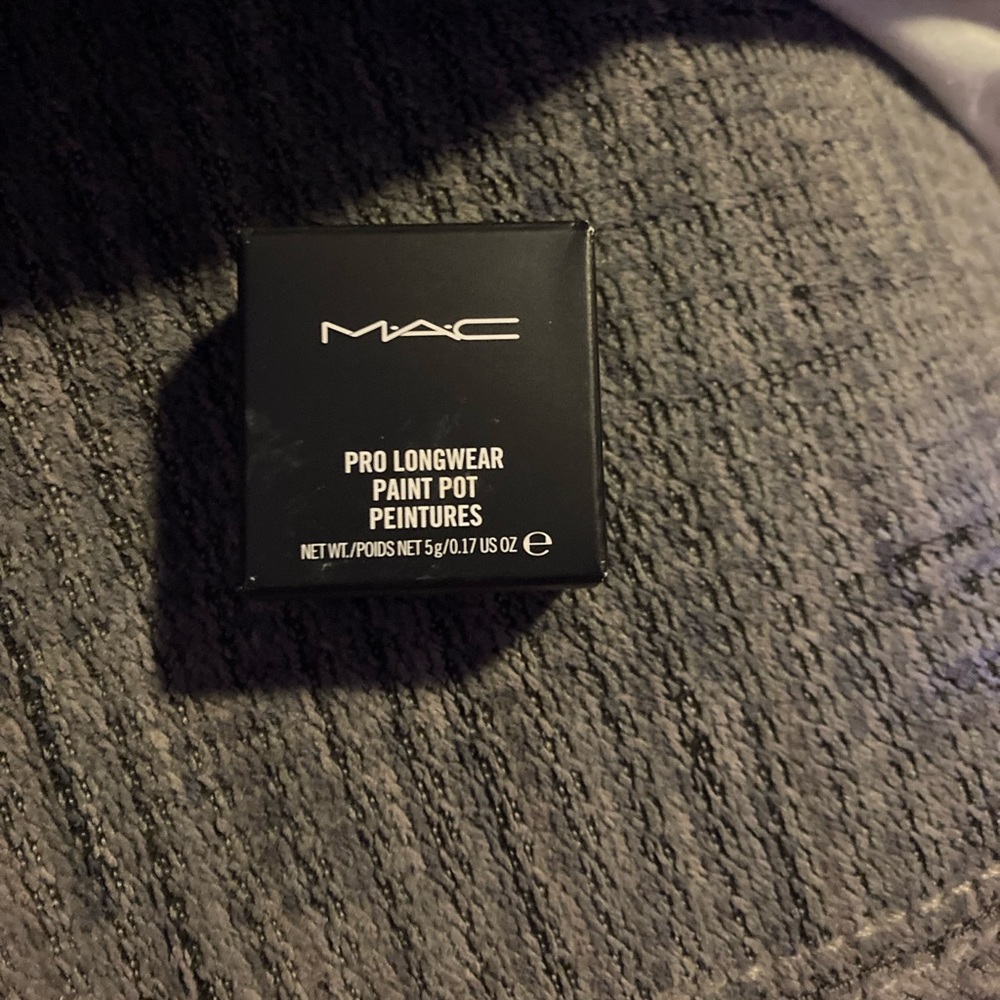 M·A·C
PRO LONGWEAR
PAINT POT
PEINTURES
NET WT./POIDS NET 5g/0.17 US OZ ℮